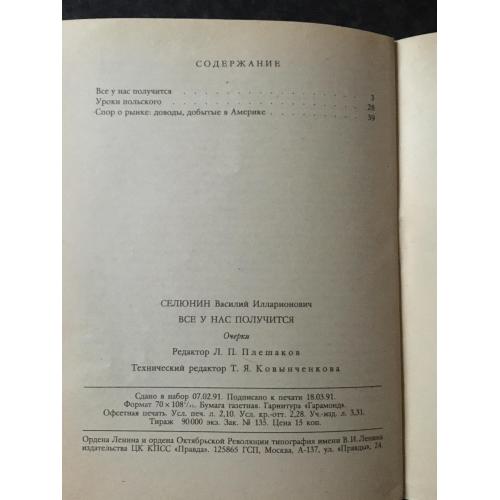 СОДЕРЖАНИЕ
Все у нас получится . . . . . . . . . . . . 3
Уроки польского . . . . . . . . . . . . 28
Спор о рынке: доводы, добытые в Америке . . . . . . 39
СЕЛЮНИН Василий Илларионович
ВСЕ У НАС ПОЛУЧИТСЯ
Очерки
Редактор Л. П. Плешаков
Технический редактор Т. Я. Ковынченкова
Сдано в набор 07.02.91. Подписано к печати 18.03.91.
Формат 70 × 108¹/₃₂. Бумага газетная. Гарнитура «Гарамонд».
Офсетная печать. Усл. печ. л. 2,10. Усл. кр.-отт. 2,28. Уч.-изд. л. 3,31.
Тираж 90 000 экз. Зак. № 135. Цена 15 коп.
Ордена Ленина и ордена Октябрьской Революции типография имени В. И. Ленина
издательства ЦК КПСС «Правда». 125865 ГСП, Москва, А-137, ул. «Правды», 24.